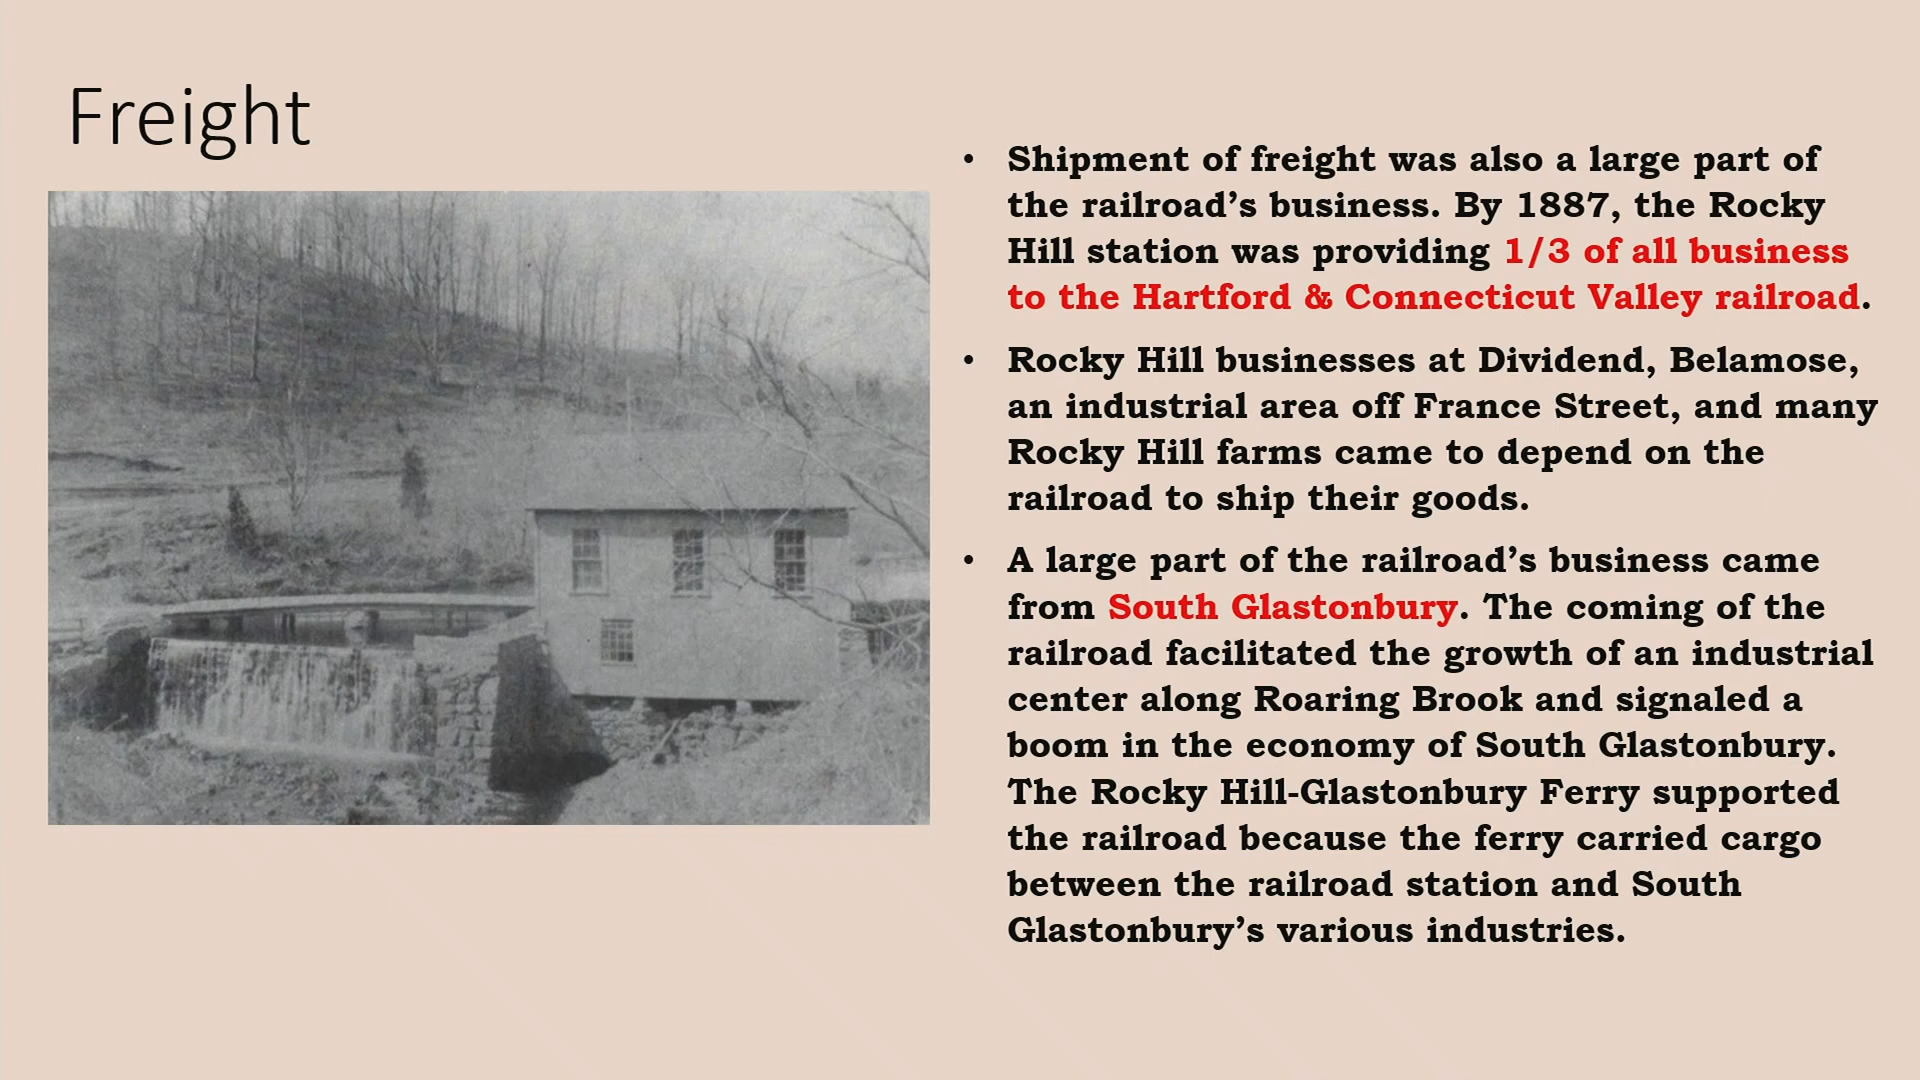 Freight
• Shipment of freight was also a large part of
the railroad’s business. By 1887, the Rocky
Hill station was providing 1/3 of all business
to the Hartford & Connecticut Valley railroad.
• Rocky Hill businesses at Dividend, Belamose,
an industrial area off France Street, and many
Rocky Hill farms came to depend on the
railroad to ship their goods.
• A large part of the railroad’s business came
from South Glastonbury. The coming of the
railroad facilitated the growth of an industrial
center along Roaring Brook and signaled a
boom in the economy of South Glastonbury.
The Rocky Hill-Glastonbury Ferry supported
the railroad because the ferry carried cargo
between the railroad station and South
Glastonbury’s various industries.